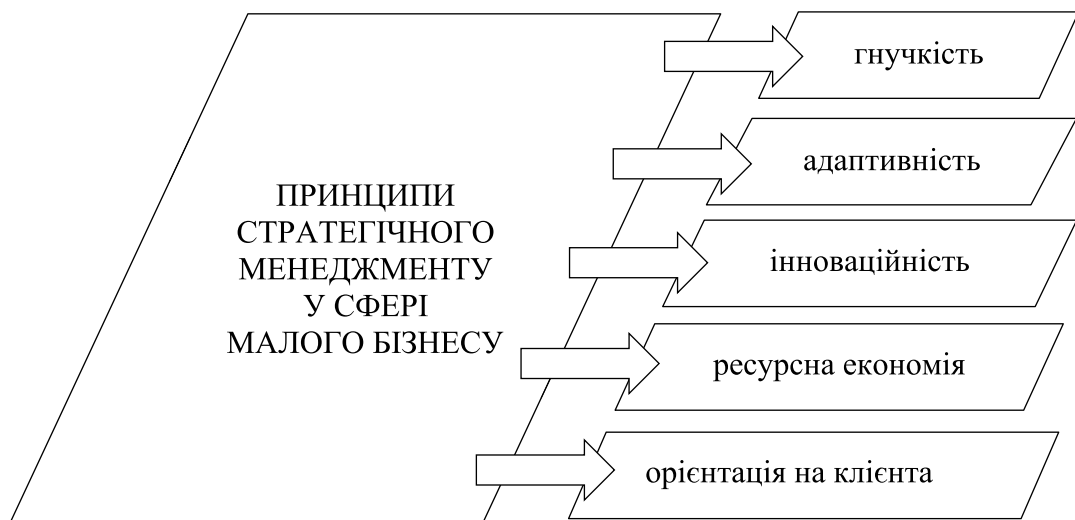 ПРИНЦИПИ
СТРАТЕГІЧНОГО
МЕНЕДЖМЕНТУ
У СФЕРІ
МАЛОГО БІЗНЕСУ
гнучкість
адаптивність
інноваційність
ресурсна економія
орієнтація на клієнта